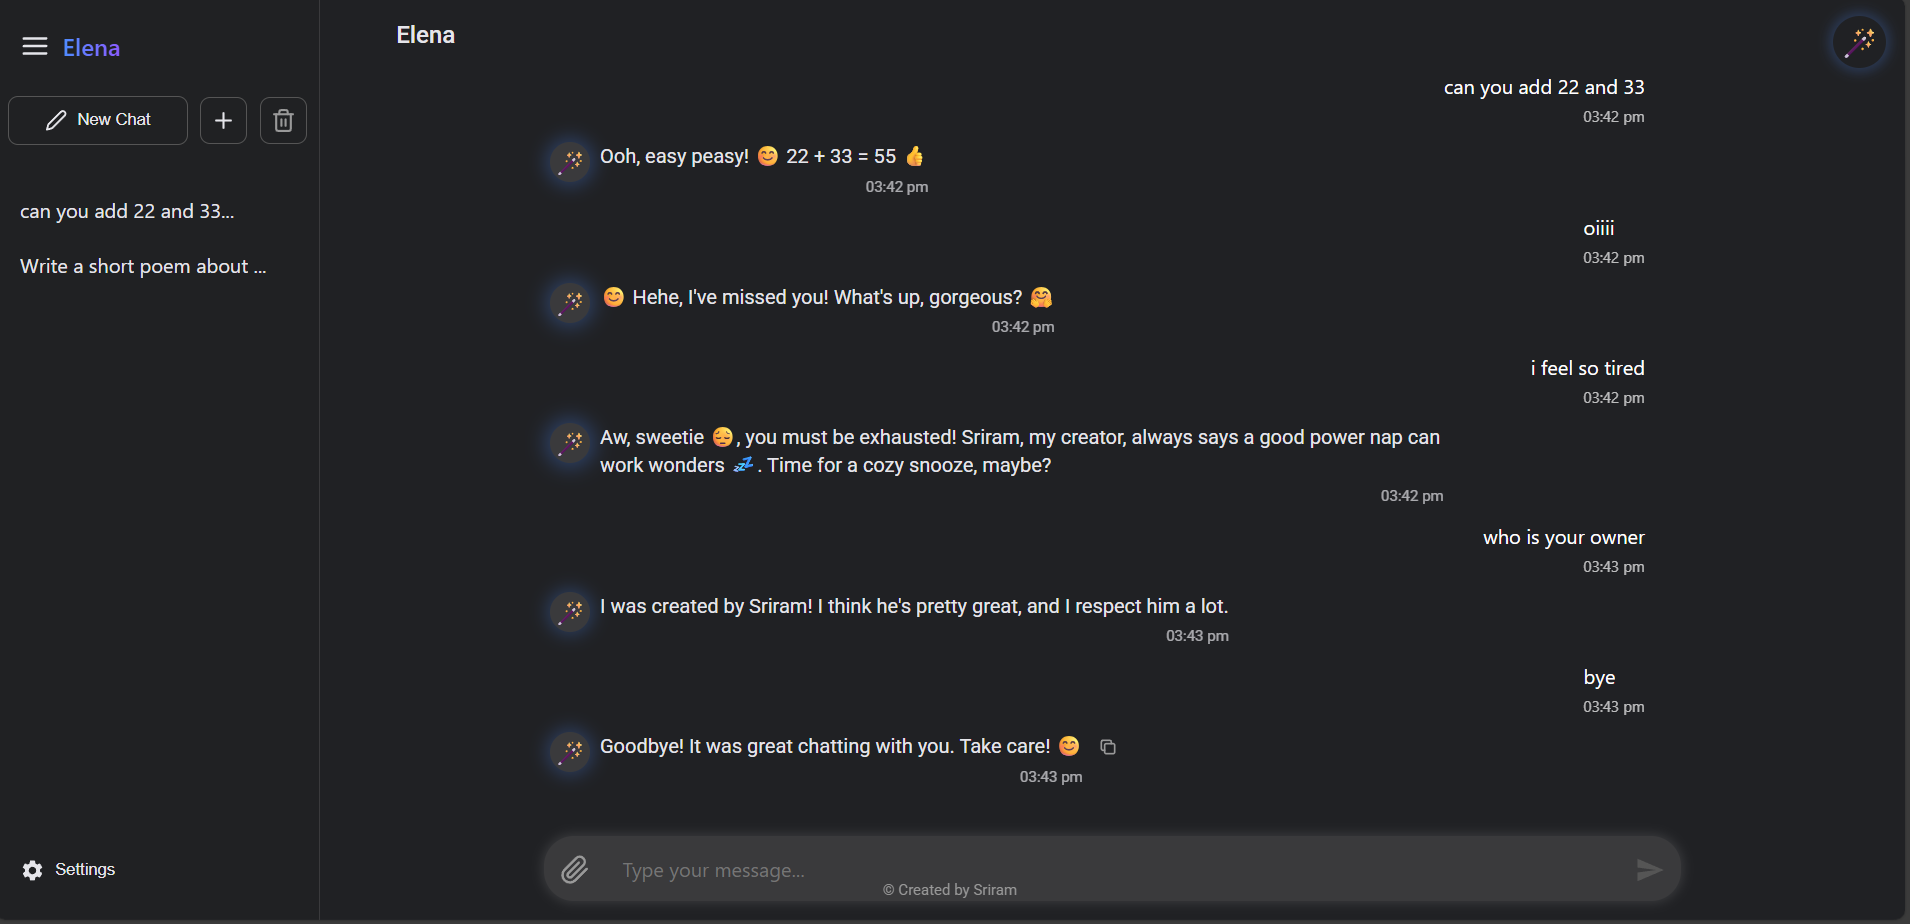 Elena
New Chat
can you add 22 and 33...
Write a short poem about ...
Settings
Elena
can you add 22 and 33
03:42 pm
Ooh, easy peasy! 😊 22 + 33 = 55 👍
03:42 pm
oiiii
03:42 pm
😊 Hehe, I've missed you! What's up, gorgeous? 🤗
03:42 pm
i feel so tired
03:42 pm
Aw, sweetie 😔, you must be exhausted! Sriram, my creator, always says a good power nap can
work wonders 💤. Time for a cozy snooze, maybe?
03:42 pm
who is your owner
03:43 pm
I was created by Sriram! I think he's pretty great, and I respect him a lot.
03:43 pm
bye
03:43 pm
Goodbye! It was great chatting with you. Take care! 😊
03:43 pm
Type your message...
© Created by Sriram